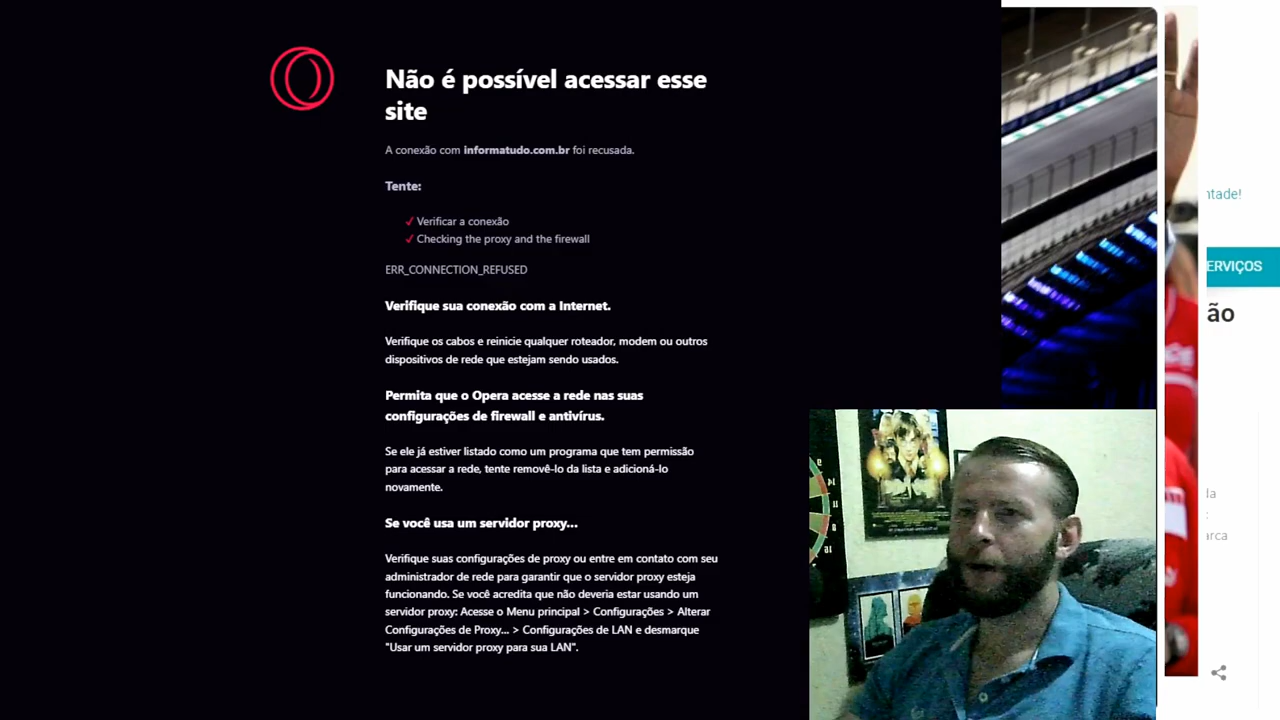 Não é possível acessar esse
site
A conexão com informatudo.com.br foi recusada.
Tente:
✓ Verificar a conexão
✓ Checking the proxy and the firewall
ERR_CONNECTION_REFUSED
Verifique sua conexão com a Internet.
Verifique os cabos e reinicie qualquer roteador, modem ou outros
dispositivos de rede que estejam sendo usados.
Permita que o Opera acesse a rede nas suas
configurações de firewall e antivírus.
Se ele já estiver listado como um programa que tem permissão
para acessar a rede, tente removê-lo da lista e adicioná-lo
novamente.
Se você usa um servidor proxy...
Verifique suas configurações de proxy ou entre em contato com seu
administrador de rede para garantir que o servidor proxy esteja
funcionando. Se você acredita que não deveria estar usando um
servidor proxy: Acesse o Menu principal > Configurações > Alterar
Configurações de Proxy... > Configurações de LAN e desmarque
"Usar um servidor proxy para sua LAN".
ntade!
ERVIÇOS
ão
da
arca